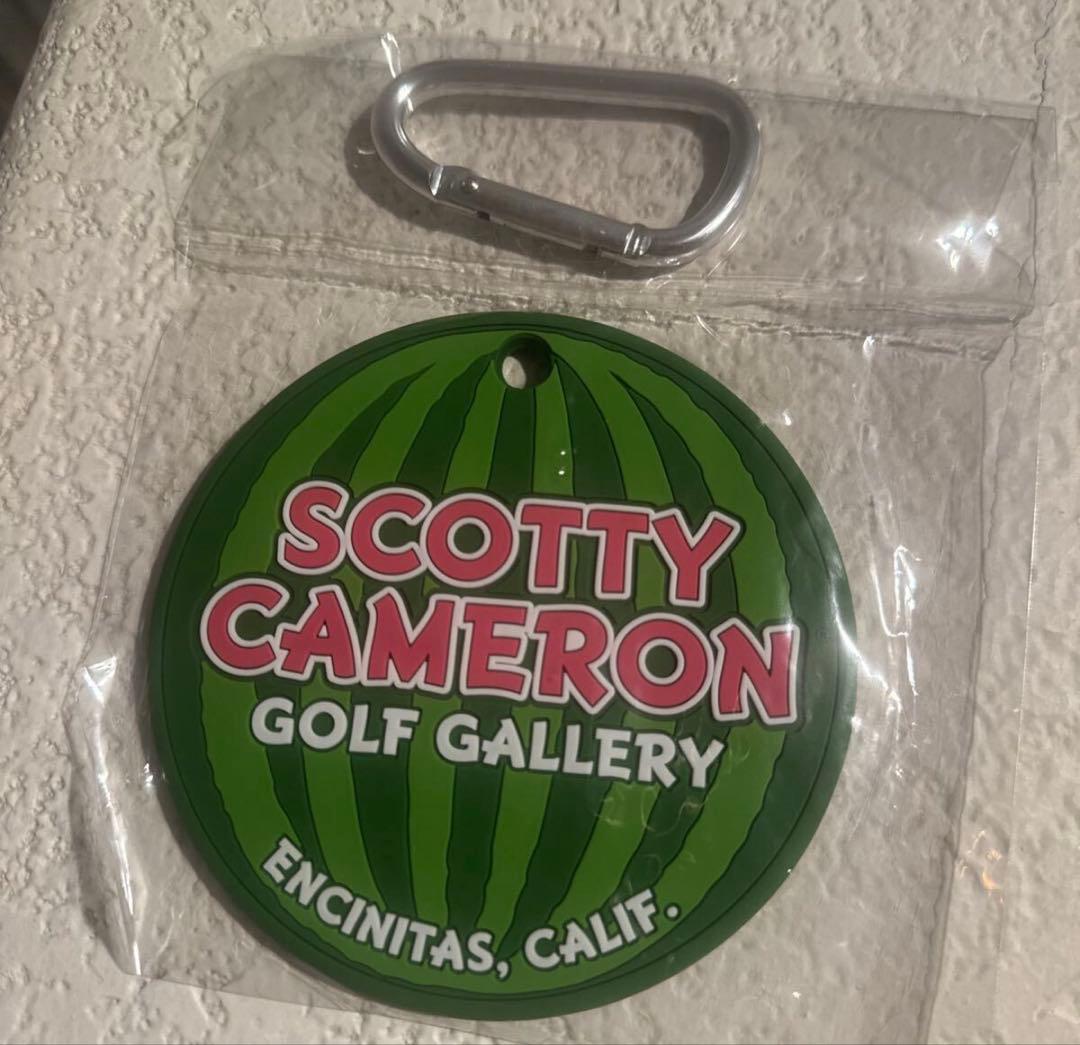 SCOTTY
CAMERON
GOLF GALLERY
ENCINITAS, CALIF.